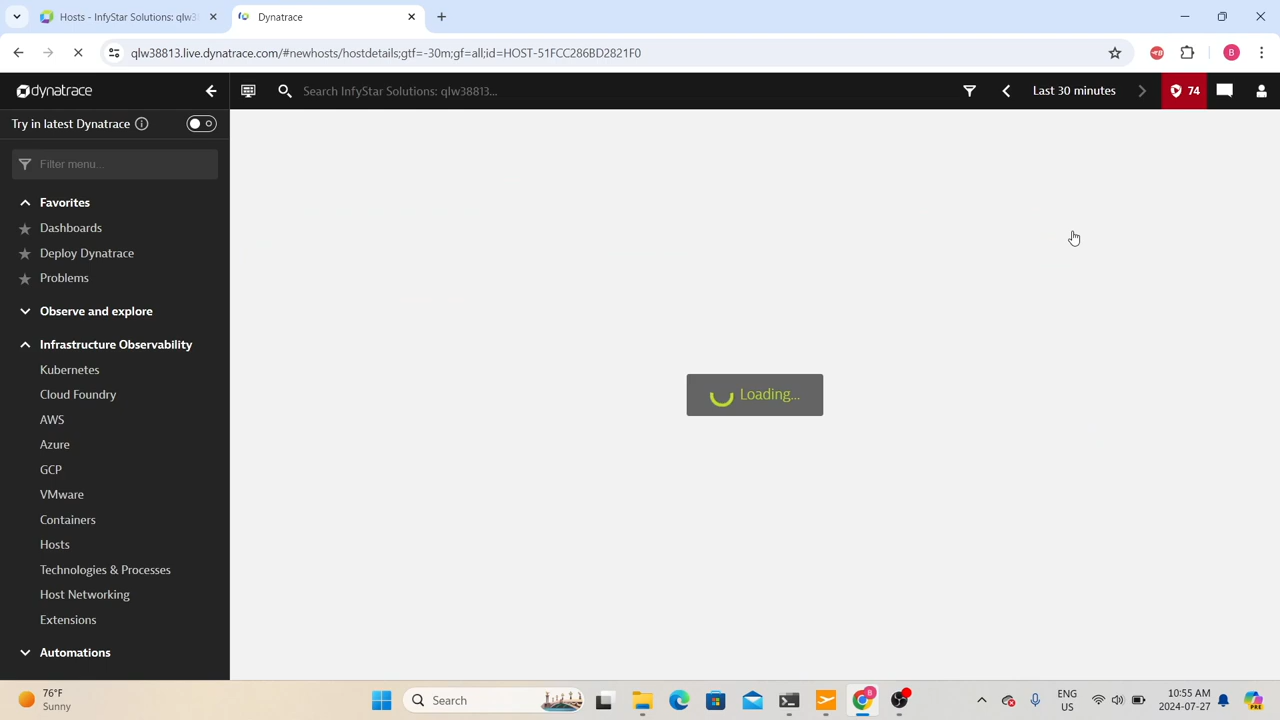 Hosts - InfyStar Solutions: qlw3
Dynatrace
qlw38813.live.dynatrace.com/#newhosts/hostdetails;gtf=-30m;gf=all;id=HOST-51FCC286BD2821F0
B
dynatrace
Search InfyStar Solutions: qlw38813...
Last 30 minutes
74
Try in latest Dynatrace
Filter menu...
Favorites
Dashboards
Deploy Dynatrace
Problems
Observe and explore
Infrastructure Observability
Kubernetes
Cloud Foundry
AWS
Azure
GCP
VMware
Containers
Hosts
Technologies & Processes
Host Networking
Extensions
Automations
Loading...
76°F
Sunny
Search
B
ENG
US
10:55 AM
2024-07-27
PRE